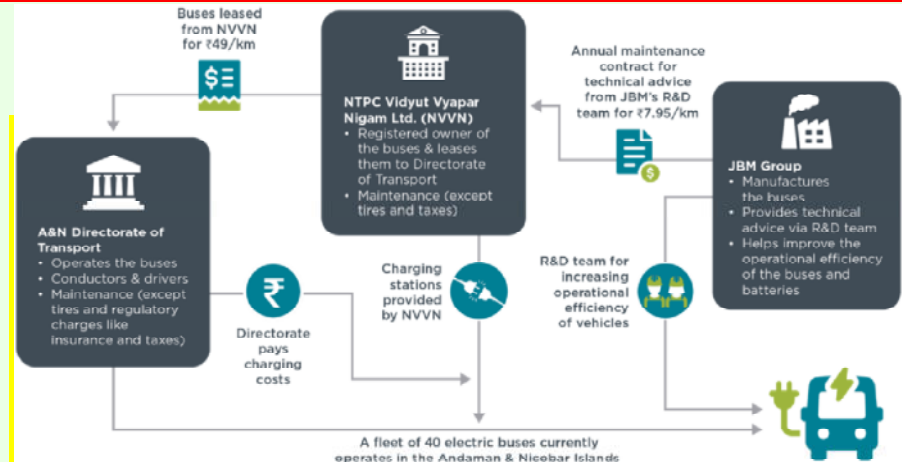 Buses leased
from NVVN
for ₹49/km
NTPC Vidyut Vyapar
Nigam Ltd. (NVVN)
• Registered owner of
the buses & leases
them to Directorate
of Transport
• Maintenance (except
tires and taxes)
Annual maintenance
contract for
technical advice
from JBM's R&D
team for ₹7.95/km
JBM Group
• Manufactures
the buses
• Provides technical
advice via R&D team
• Helps improve the
operational efficiency
of the buses and
batteries
A&N Directorate of
Transport
• Operates the buses
• Conductors & drivers
• Maintenance (except
tires and regulatory
charges like
insurance and taxes)
₹
Directorate
pays
charging
costs
Charging
stations
provided
by NVVN
R&D team for
increasing
operational
efficiency
of vehicles
A fleet of 40 electric buses currently
operates in the Andaman & Nicobar Islands